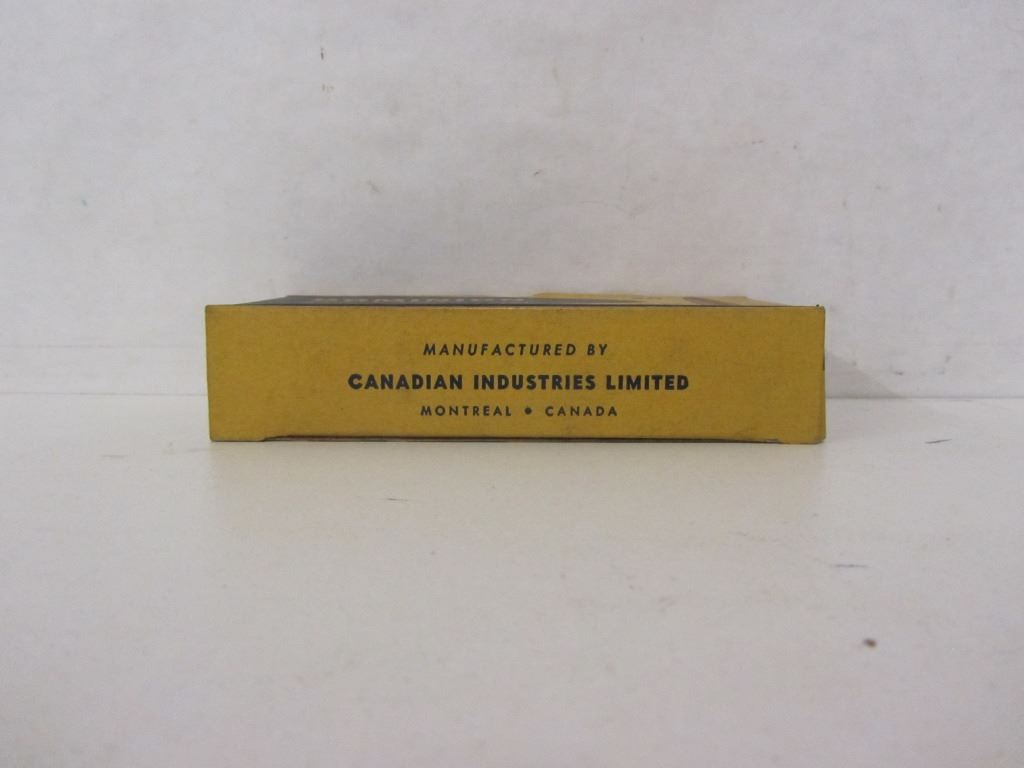 MANUFACTURED BY
CANADIAN INDUSTRIES LIMITED
MONTREAL • CANADA